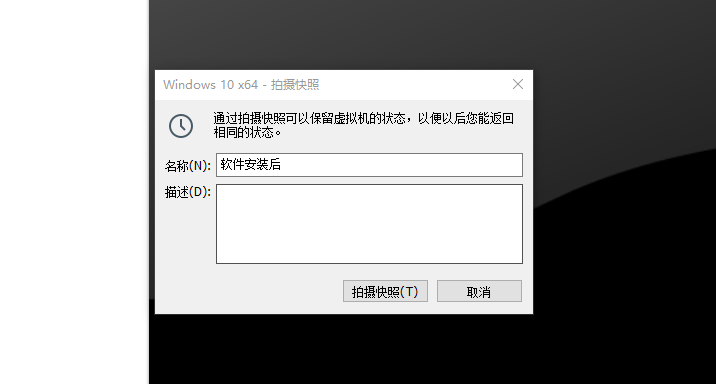 Windows 10 x64 - 拍摄快照
通过拍摄快照可以保留虚拟机的状态，以便以后您能返回
相同的状态。
名称(N): 软件安装后
描述(D):
拍摄快照(T) 取消